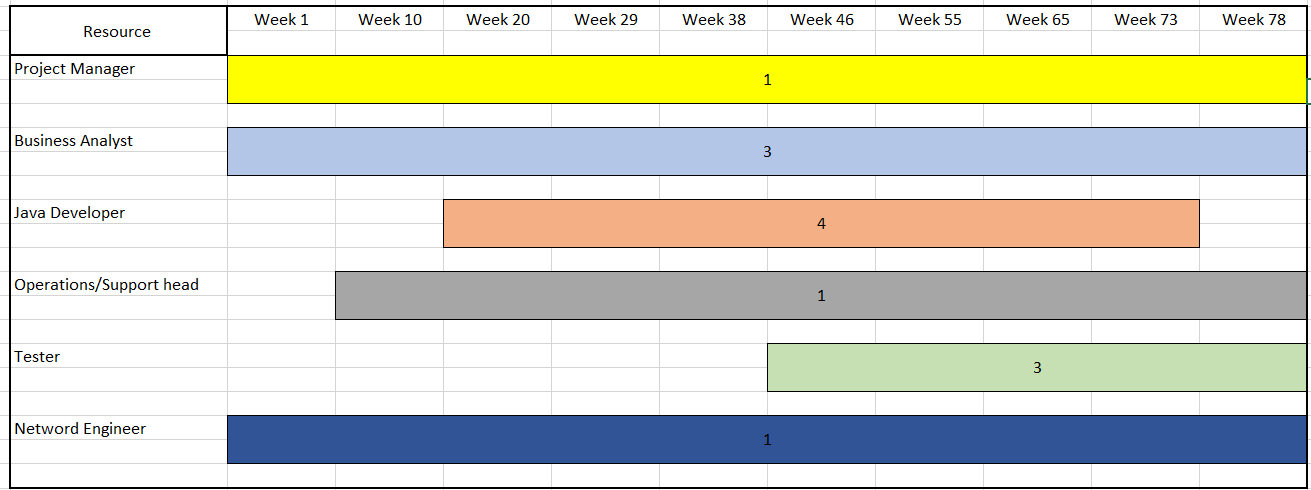 Resource Week 1 Week 10 Week 20 Week 29 Week 38 Week 46 Week 55 Week 65 Week 73 Week 78
Project Manager 1
Business Analyst 3
Java Developer 4
Operations/Support head 1
Tester 3
Netword Engineer 1